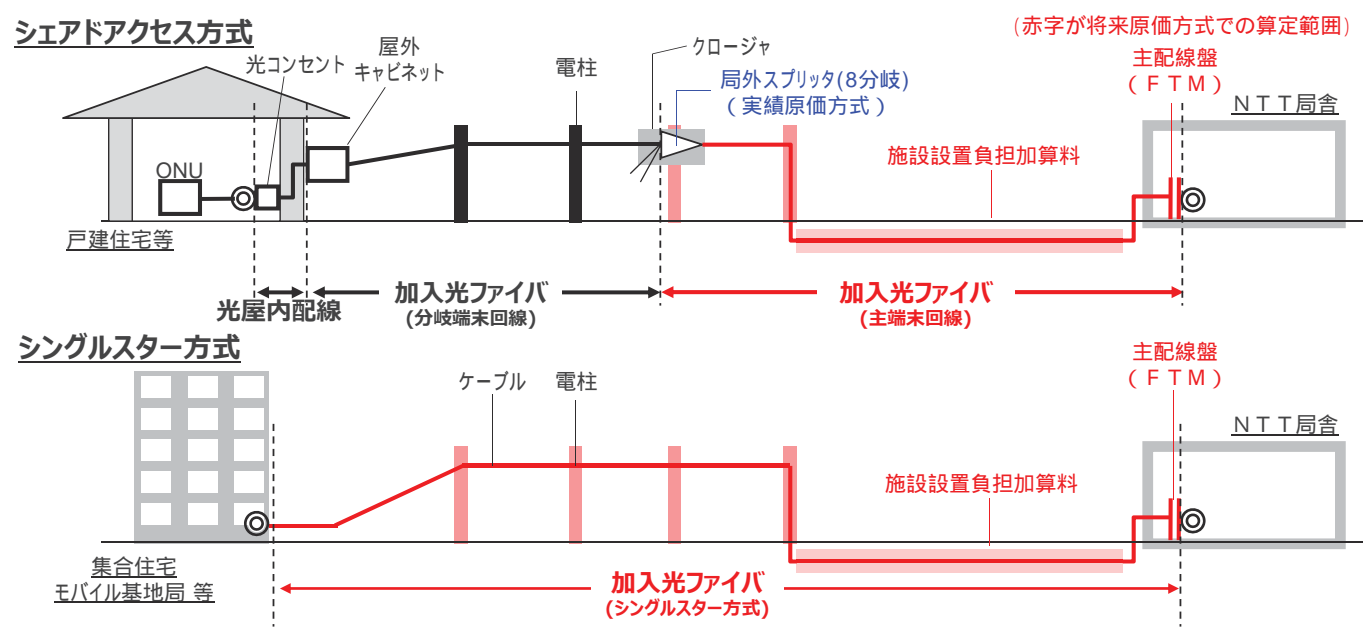 シェアドアクセス方式
(赤字が将来原価方式での算定範囲)
光コンセント
屋外
キャビネット
電柱
クロージャ
局外スプリッタ(8分岐)
(実績原価方式)
主配線盤
(FTM)
NTT局舎
ONU
施設設置負担加算料
戸建住宅等
光屋内配線
加入光ファイバ
(分岐端末回線)
加入光ファイバ
(主端末回線)
シングルスター方式
ケーブル
電柱
主配線盤
(FTM)
NTT局舎
施設設置負担加算料
集合住宅
モバイル基地局 等
加入光ファイバ
(シングルスター方式)